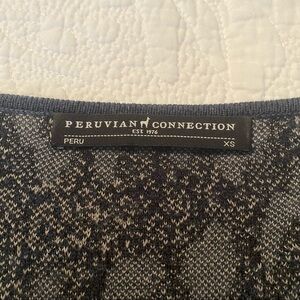 PERUVIAN CONNECTION
EST 1976
PERU XS